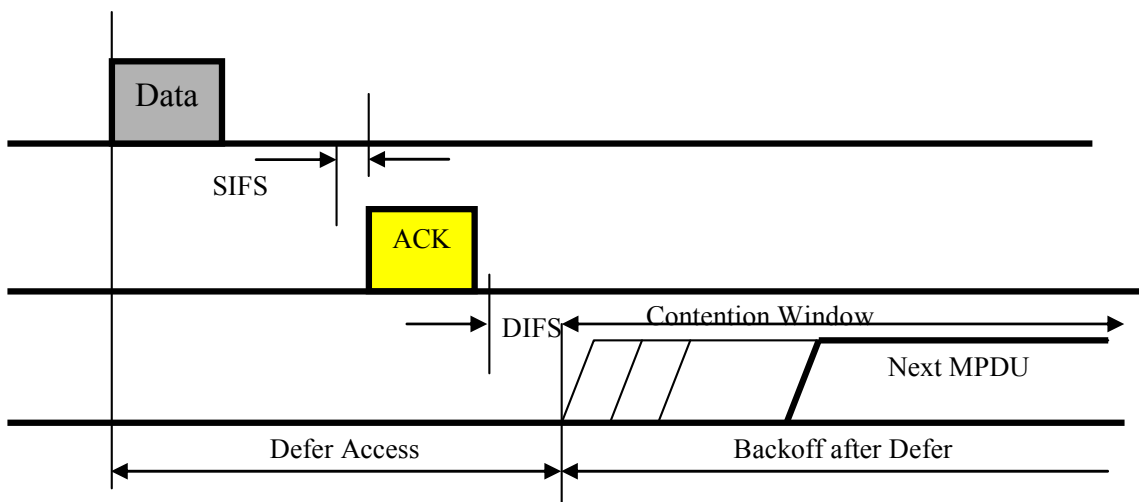 Data
SIFS
ACK
Contention Window
DIFS
Next MPDU
Defer Access
Backoff after Defer